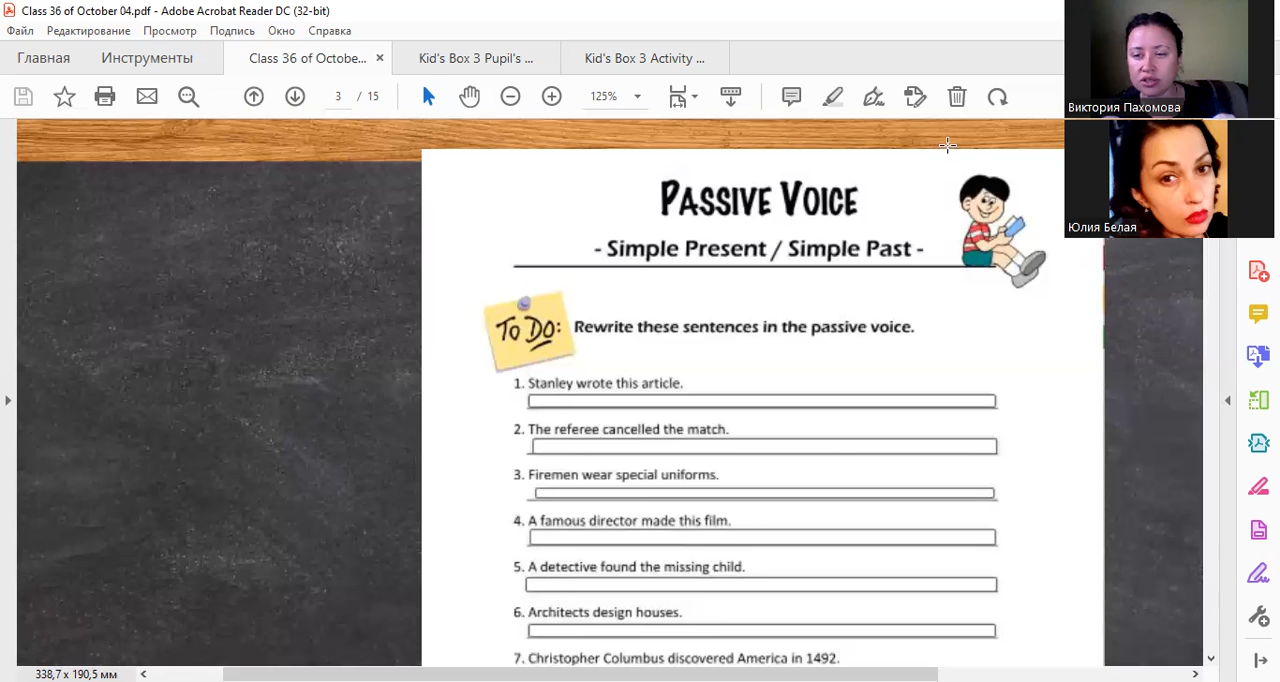 Class 36 of October 04.pdf - Adobe Acrobat Reader DC (32-bit)
Файл Редактирование Просмотр Подпись Окно Справка
Главная Инструменты Class 36 of Octobe... × Kid's Box 3 Pupil's ... Kid's Box 3 Activity ...
3 / 15 125%
Виктория Пахомова
Юлия Белая
PASSIVE VOICE
- Simple Present / Simple Past -
TO DO: Rewrite these sentences in the passive voice.
1. Stanley wrote this article.
2. The referee cancelled the match.
3. Firemen wear special uniforms.
4. A famous director made this film.
5. A detective found the missing child.
6. Architects design houses.
7. Christopher Columbus discovered America in 1492.
338,7 x 190,5 мм